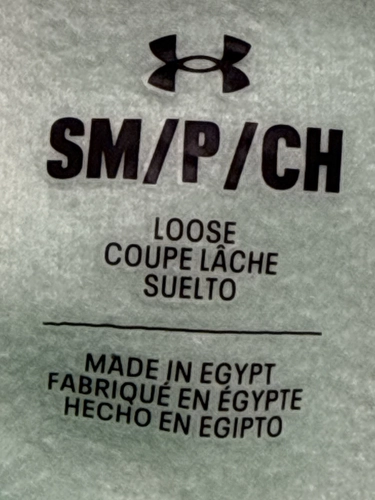 SM/P/CH
LOOSE
COUPE LÂCHE
SUELTO
MADE IN EGYPT
FABRIQUÉ EN ÉGYPTE
HECHO EN EGIPTO